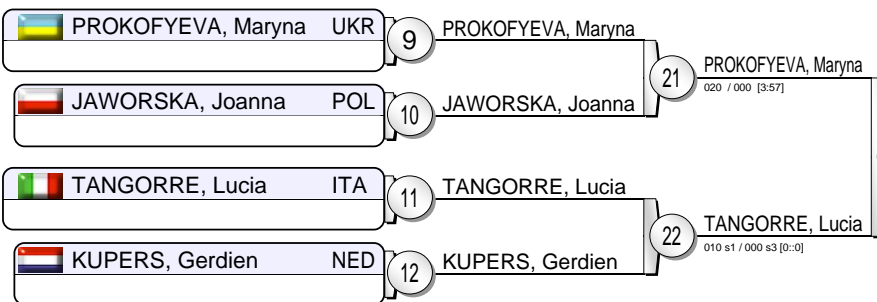 PROKOFYEVA, Maryna UKR
9
PROKOFYEVA, Maryna
21
PROKOFYEVA, Maryna
020 / 000 [3:57]
JAWORSKA, Joanna POL
10
JAWORSKA, Joanna
TANGORRE, Lucia ITA
11
TANGORRE, Lucia
22
TANGORRE, Lucia
010 s1 / 000 s3 [0::0]
KUPERS, Gerdien NED
12
KUPERS, Gerdien